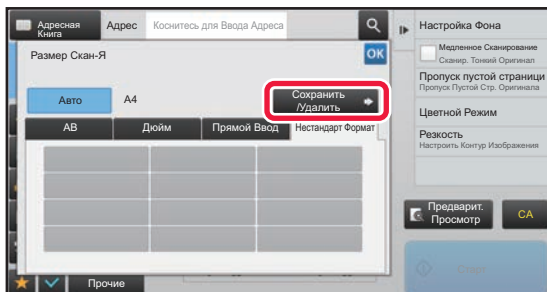 Адресная
Книга
Адрес
Коснитесь для Ввода Адреса
Размер Скан-Я
OK
Авто
A4
Сохранить
/Удалить
AB
Дюйм
Прямой Ввод
Нестандарт Формат
Прочие
Настройка Фона
Медленное Сканирование
Сканир. Тонкий Оригинал
Пропуск пустой страници
Пропуск Пустой Стр. Оригинала
Цветной Режим
Резкость
Настроить Контур Изображения
Предварит.
Просмотр
CA
Старт